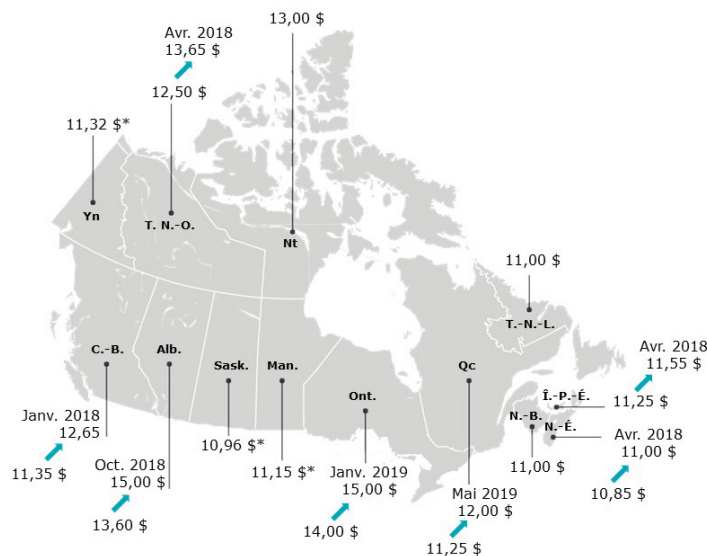 Avr. 2018
13,65 $
12,50 $
13,00 $
11,32 $*
Yn
T. N.-O.
Nt
11,00 $
T.-N.-L.
C.-B.
Alb.
Sask.
Man.
Ont.
Qc
Î.-P.-É.
N.-B.
N.-É.
Avr. 2018
11,55 $
11,25 $
Janv. 2018
12,65
11,35 $
Oct. 2018
15,00 $
13,60 $
10,96 $*
11,15 $*
Janv. 2019
15,00 $
14,00 $
Mai 2019
12,00 $
11,25 $
11,00 $
Avr. 2018
11,00 $
10,85 $